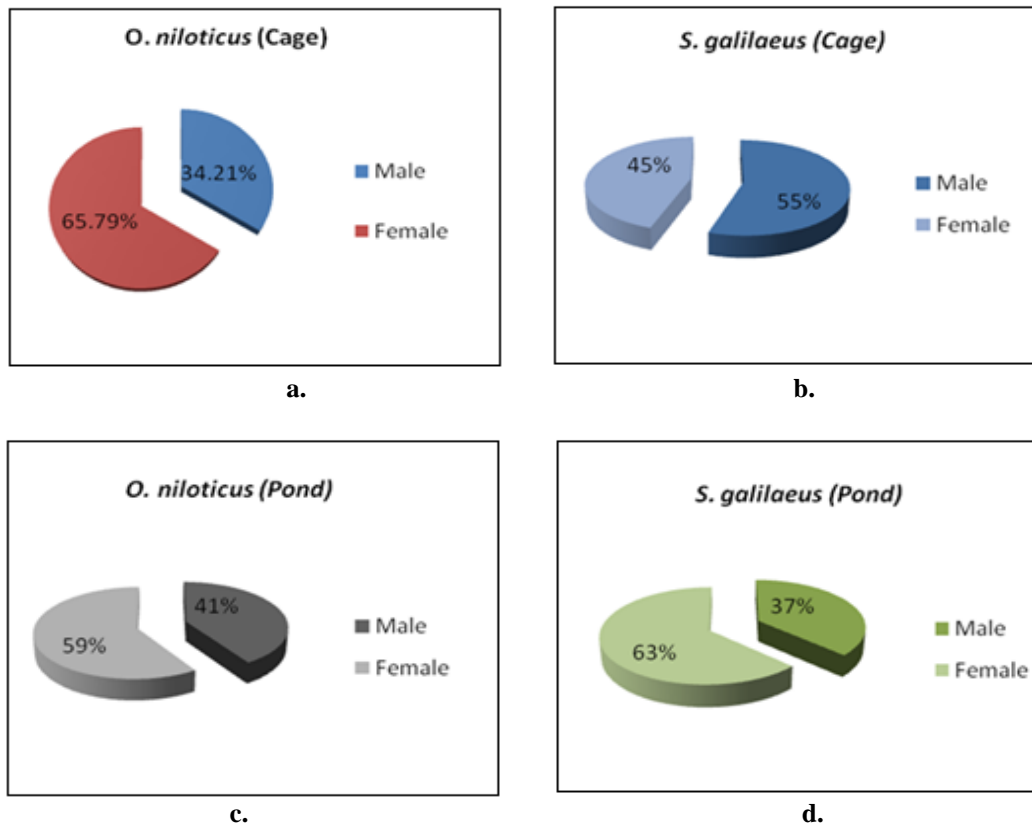 O. niloticus (Cage)
34.21%
65.79%
Male
Female
a.
S. galilaeus (Cage)
45%
55%
Male
Female
b.
O. niloticus (Pond)
41%
59%
Male
Female
c.
S. galilaeus (Pond)
37%
63%
Male
Female
d.